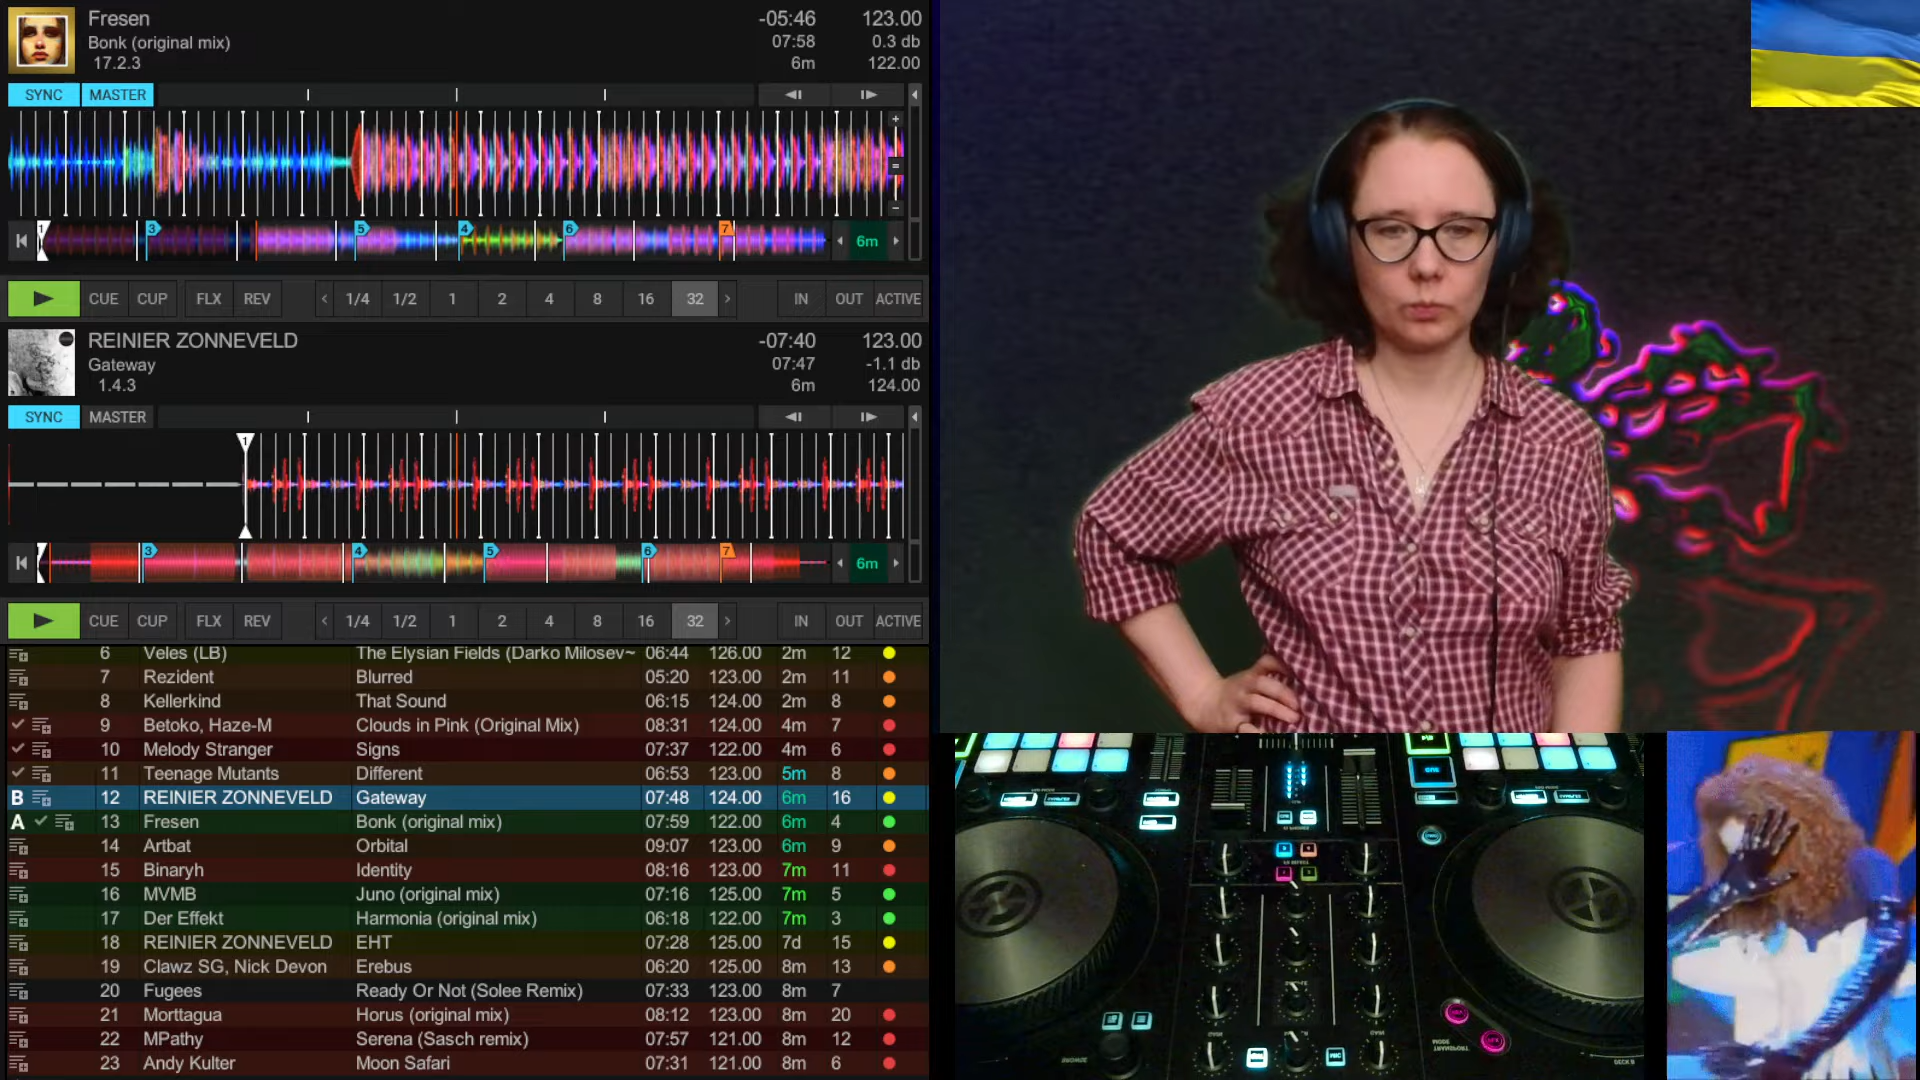 Fresen -05:46 123.00
Bonk (original mix) 07:58 0.3 db
17.2.3 6m 122.00
SYNC MASTER
1 3 5 4 6 7 6m
CUE CUP FLX REV 1/4 1/2 1 2 4 8 16 32 IN OUT ACTIVE
REINIER ZONNEVELD -07:40 123.00
Gateway 07:47 -1.1 db
1.4.3 6m 124.00
SYNC MASTER
1
3 4 5 6 7 6m
CUE CUP FLX REV 1/4 1/2 1 2 4 8 16 32 IN OUT ACTIVE
6 Veles (LB) The Elysian Fields (Darko Milosev~ 06:44 126.00 2m 12
7 Rezident Blurred 05:20 123.00 2m 11
8 Kellerkind That Sound 06:15 124.00 2m 8
9 Betoko, Haze-M Clouds in Pink (Original Mix) 08:31 124.00 4m 7
10 Melody Stranger Signs 07:37 122.00 4m 6
11 Teenage Mutants Different 06:53 123.00 5m 8
B 12 REINIER ZONNEVELD Gateway 07:48 124.00 6m 16
A 13 Fresen Bonk (original mix) 07:59 122.00 6m 4
14 Artbat Orbital 09:07 123.00 6m 9
15 Binaryh Identity 08:16 123.00 7m 11
16 MVMB Juno (original mix) 07:16 125.00 7m 5
17 Der Effekt Harmonia (original mix) 06:18 122.00 7m 3
18 REINIER ZONNEVELD EHT 07:28 125.00 7d 15
19 Clawz SG, Nick Devon Erebus 06:20 125.00 8m 13
20 Fugees Ready Or Not (Solee Remix) 07:33 123.00 8m 7
21 Morttagua Horus (original mix) 08:12 123.00 8m 20
22 MPathy Serena (Sasch remix) 07:57 121.00 8m 12
23 Andy Kulter Moon Safari 07:31 121.00 8m 6